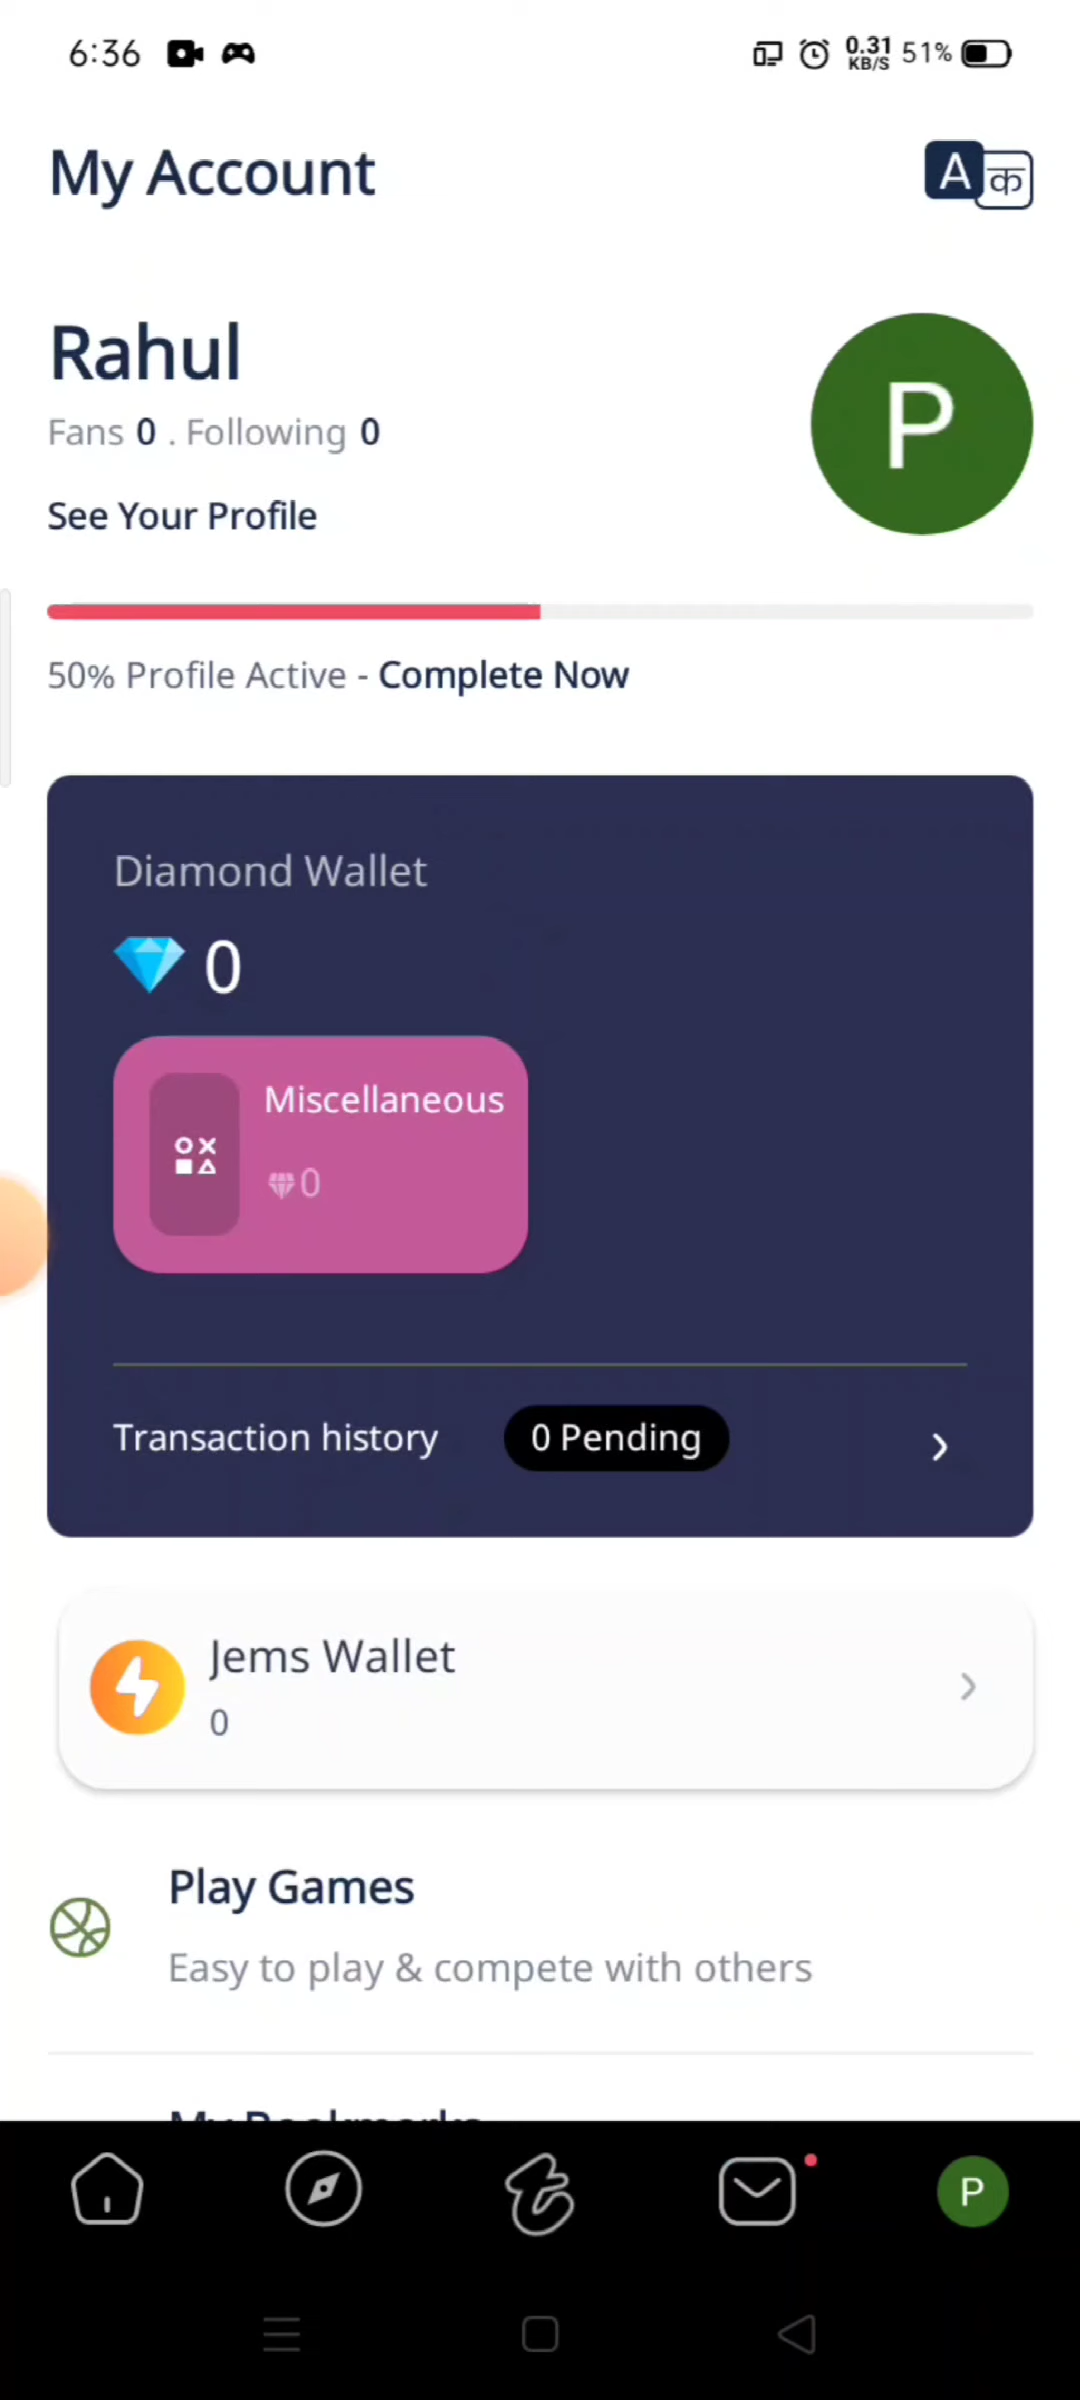 6:36 0.31 KB/S 51%
My Account A क
Rahul
Fans 0 . Following 0
P
See Your Profile
50% Profile Active - Complete Now
Diamond Wallet
0
Miscellaneous
0
Transaction history 0 Pending
Jems Wallet
0
Play Games
Easy to play & compete with others
My Bookmarks
P